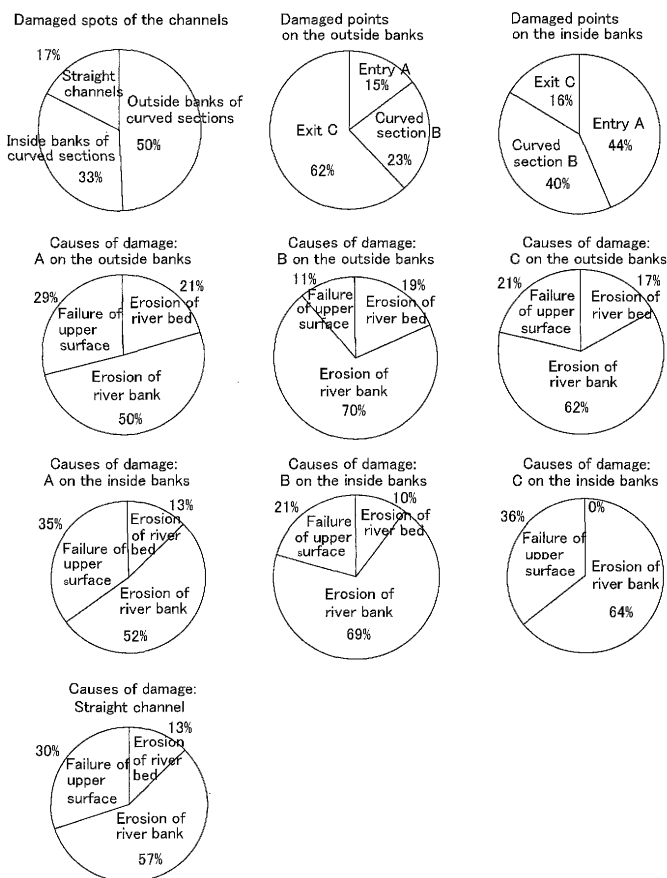 Damaged spots of the channels
17%
Straight
channels
Outside banks of
curved sections
50%
Inside banks of
curved sections
33%
Damaged points
on the outside banks
Entry A
15%
Curved
section B
23%
Exit C
62%
Damaged points
on the inside banks
Exit C
16%
Entry A
44%
Curved
section B
40%
Causes of damage:
A on the outside banks
29%
21%
Failure of
upper
surface
Erosion of
river bed
Erosion of
river bank
50%
Causes of damage:
B on the outside banks
11%
19%
Failure
of upper
surface
Erosion of
river bed
Erosion of
river bank
70%
Causes of damage:
C on the outside banks
21%
17%
Failure
of upper
surface
Erosion of
river bed
Erosion of
river bank
62%
Causes of damage:
A on the inside banks
35%
13%
Failure of
upper
surface
Erosion
of river
bed
Erosion of
river bank
52%
Causes of damage:
B on the inside banks
21%
10%
Failure
of upper
surface
Erosion of
river bed
Erosion of
river bank
69%
Causes of damage:
C on the inside banks
36%
0%
Failure of
upper
surface
Erosion of
river bank
64%
Causes of damage:
Straight channel
30%
13%
Failure of
upper
surface
Erosion
of river
bed
Erosion of
river bank
57%